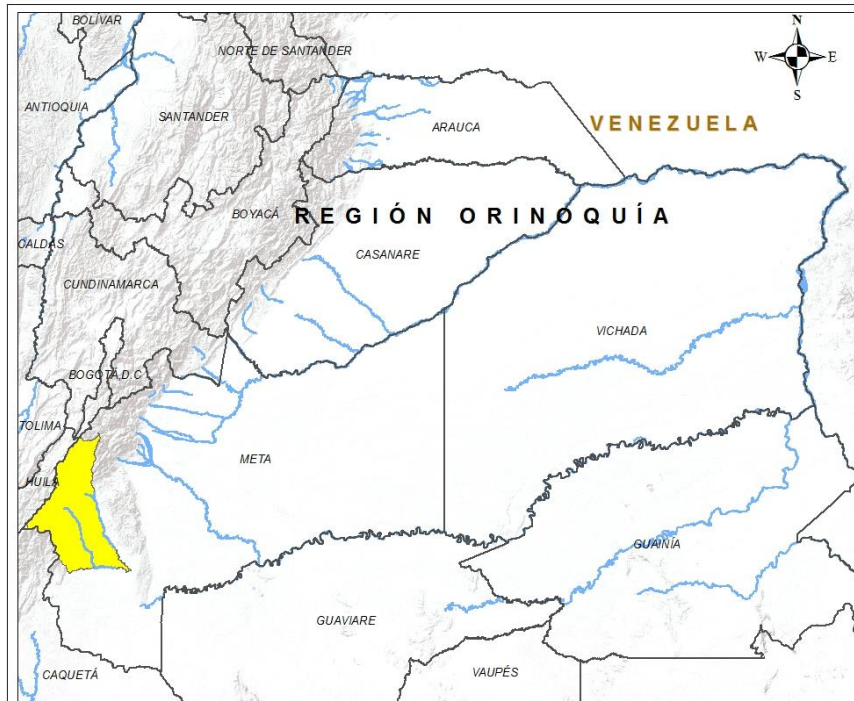 BOLÍVAR
N
NORTE DE SANTANDER
W E
S
ANTIOQUIA
SANTANDER
ARAUCA
VENEZUELA
BOYACÁ
REGIÓN ORINOQUÍA
CALDAS
CASANARE
CUNDINAMARCA
VICHADA
BOGOTÁ,D.C
TOLIMA
META
HUILA
GUAINÍA
GUAVIARE
CAQUETÁ
VAUPÉS